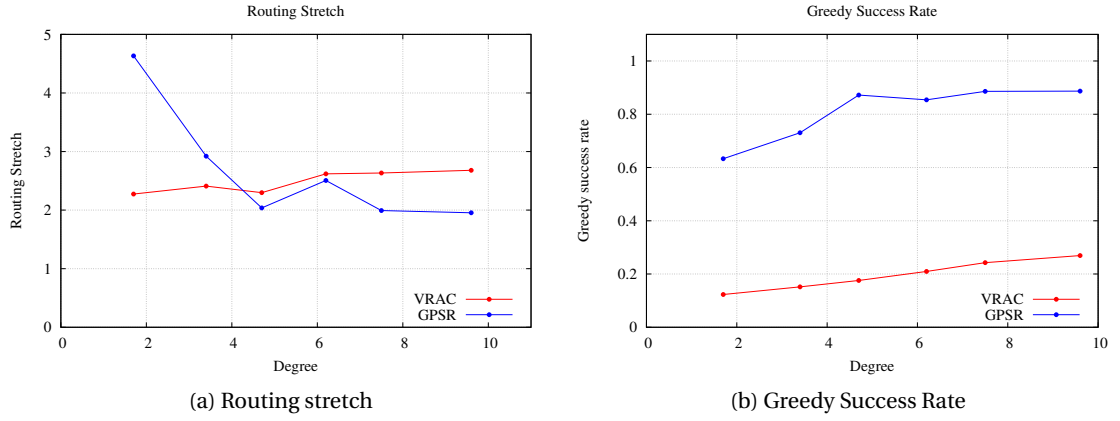 Routing Stretch
Routing Stretch
5
4
3
2
1
0
0 2 4 6 8 10
Degree
VRAC
GPSR
(a) Routing stretch
Greedy Success Rate
Greedy success rate
1
0.8
0.6
0.4
0.2
0
0 2 4 6 8 10
Degree
VRAC
GPSR
(b) Greedy Success Rate